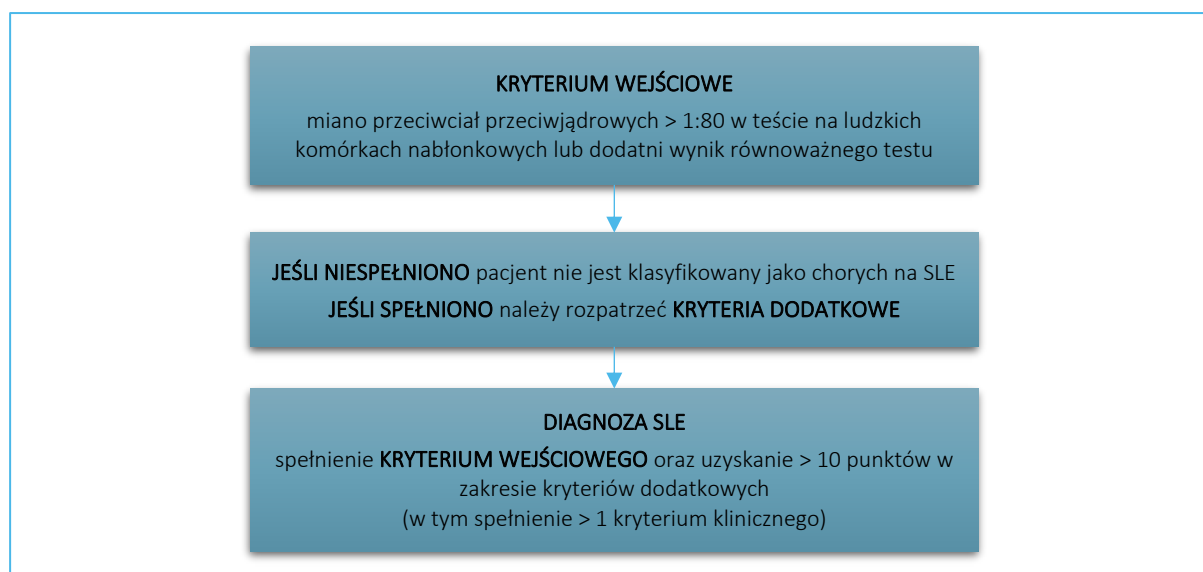 KRYTERIUM WEJŚCIOWE
miano przeciwciał przeciwjądrowych > 1:80 w teście na ludzkich
komórkach nabłonkowych lub dodatni wynik równoważnego testu
JEŚLI NIESPEŁNIONO pacjent nie jest klasyfikowany jako chorych na SLE
JEŚLI SPEŁNIONO należy rozpatrzeć KRYTERIA DODATKOWE
DIAGNOZA SLE
spełnienie KRYTERIUM WEJŚCIOWEGO oraz uzyskanie > 10 punktów w
zakresie kryteriów dodatkowych
(w tym spełnienie > 1 kryterium klinicznego)